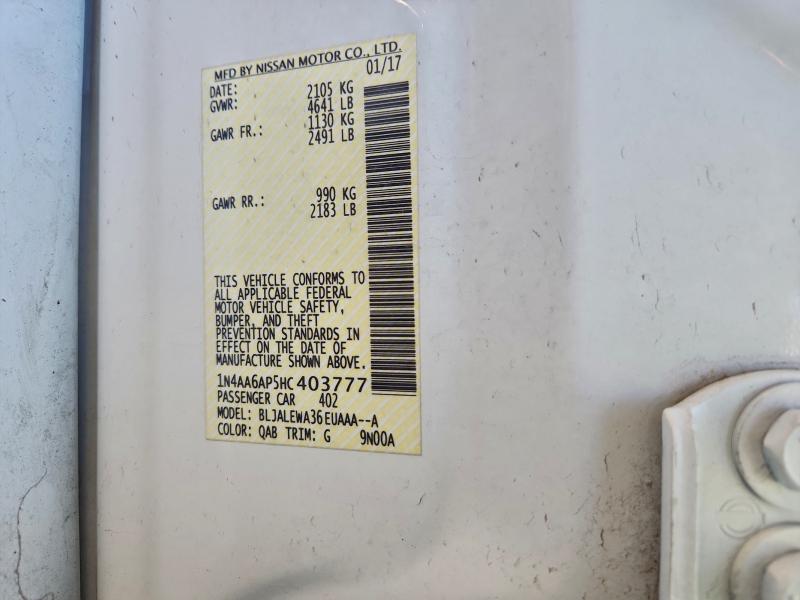 MFD BY NISSAN MOTOR CO., LTD.
DATE: 01/17
GVWR: 2105 KG
4641 LB
GAWR FR.: 1130 KG
2491 LB
GAWR RR.: 990 KG
2183 LB
THIS VEHICLE CONFORMS TO
ALL APPLICABLE FEDERAL
MOTOR VEHICLE SAFETY,
BUMPER, AND THEFT
PREVENTION STANDARDS IN
EFFECT ON THE DATE OF
MANUFACTURE SHOWN ABOVE.
1N4AA6AP5HC403777
PASSENGER CAR 402
MODEL: BLJALEWA36EUAAA--A
COLOR: QAB TRIM: G 9N00A